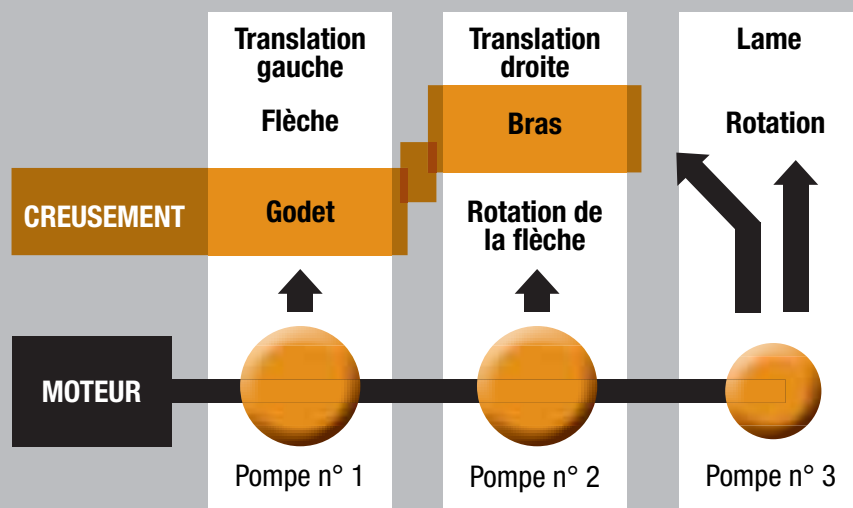 Translation
gauche
Translation
droite
Lame
Flèche
Bras
Rotation
CREUSEMENT
Godet
Rotation de
la flèche
MOTEUR
Pompe n° 1
Pompe n° 2
Pompe n° 3